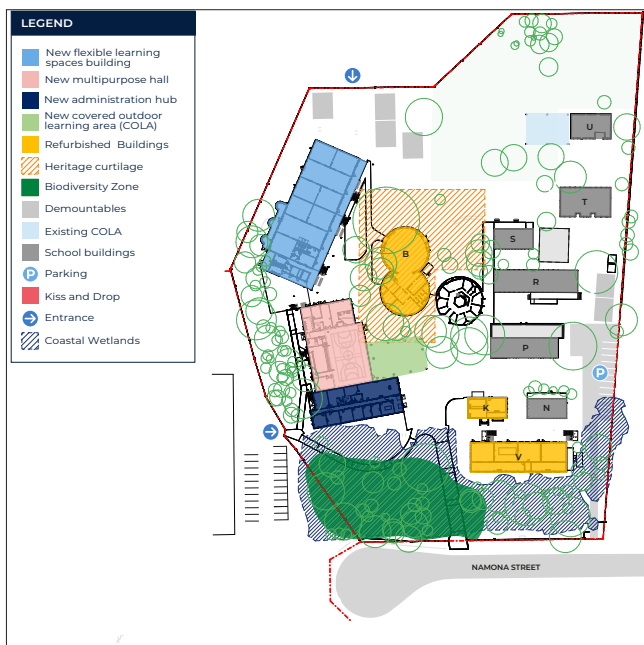 LEGEND
New flexible learning
spaces building
New multipurpose hall
New administration hub
New covered outdoor
learning area (COLA)
Refurbished Buildings
Heritage curtilage
Biodiversity Zone
Demountables
Existing COLA
School buildings
P Parking
Kiss and Drop
Entrance
Coastal Wetlands
U
T
S
B
R
P
P
K
N
V
NAMONA STREET